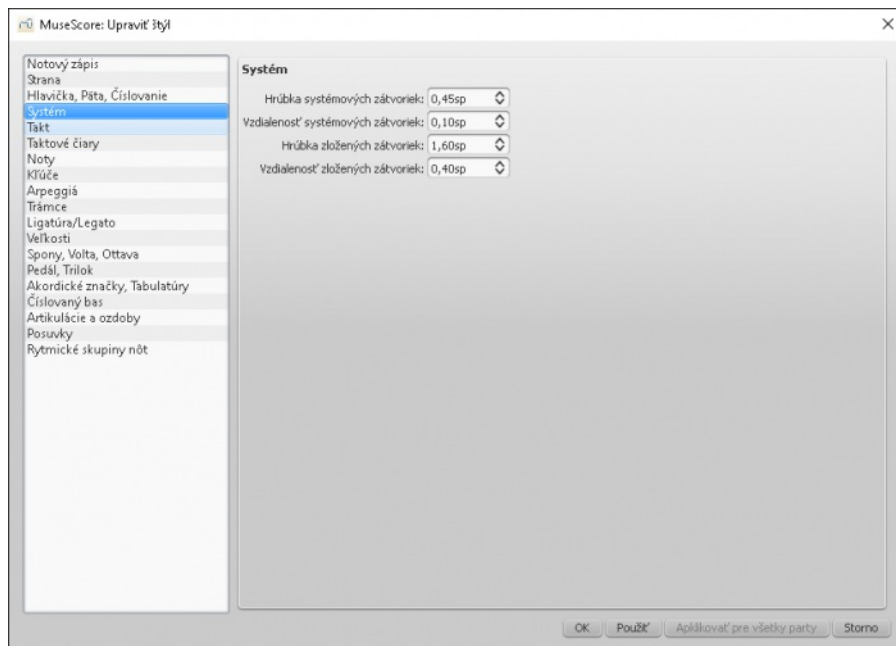 MuseScore: Upraviť štýl
Notový zápis
Strana
Hlavička, Päta, Číslovanie
Systém
Takt
Taktové čiary
Noty
Kľúče
Arpeggiá
Trámce
Ligatúra/Legato
Veľkosti
Spony, Volta, Ottava
Pedál, Trilok
Akordické značky, Tabulatúry
Číslovaný bas
Artikulácie a ozdoby
Posuvky
Rytmické skupiny nôt
Systém
Hrúbka systémových zátvoriek: 0,45sp
Vzdialenosť systémových zátvoriek: 0,10sp
Hrúbka zložených zátvoriek: 1,60sp
Vzdialenosť zložených zátvoriek: 0,40sp
OK Použiť Aplikovať pre všetky party Storno